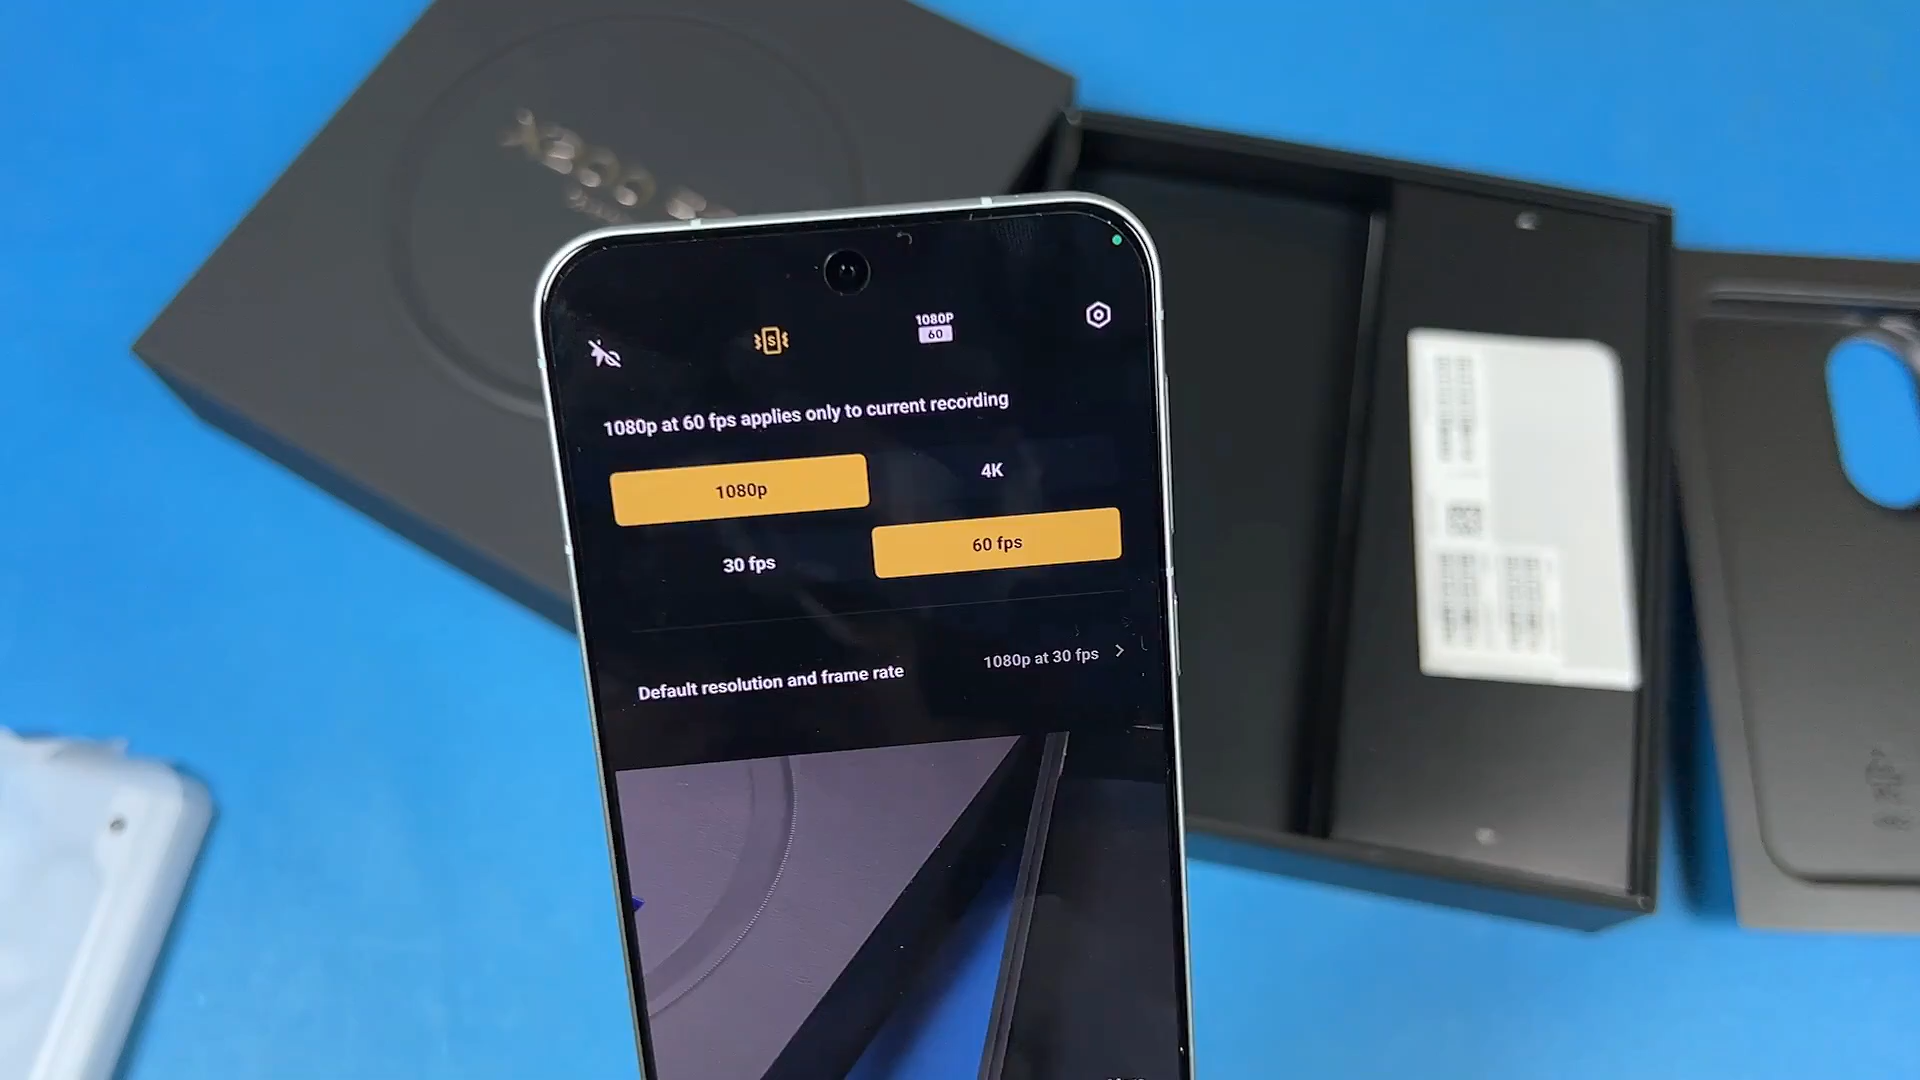 X200
1080P
60
1080p at 60 fps applies only to current recording
1080p
4K
30 fps
60 fps
Default resolution and frame rate
1080p at 30 fps